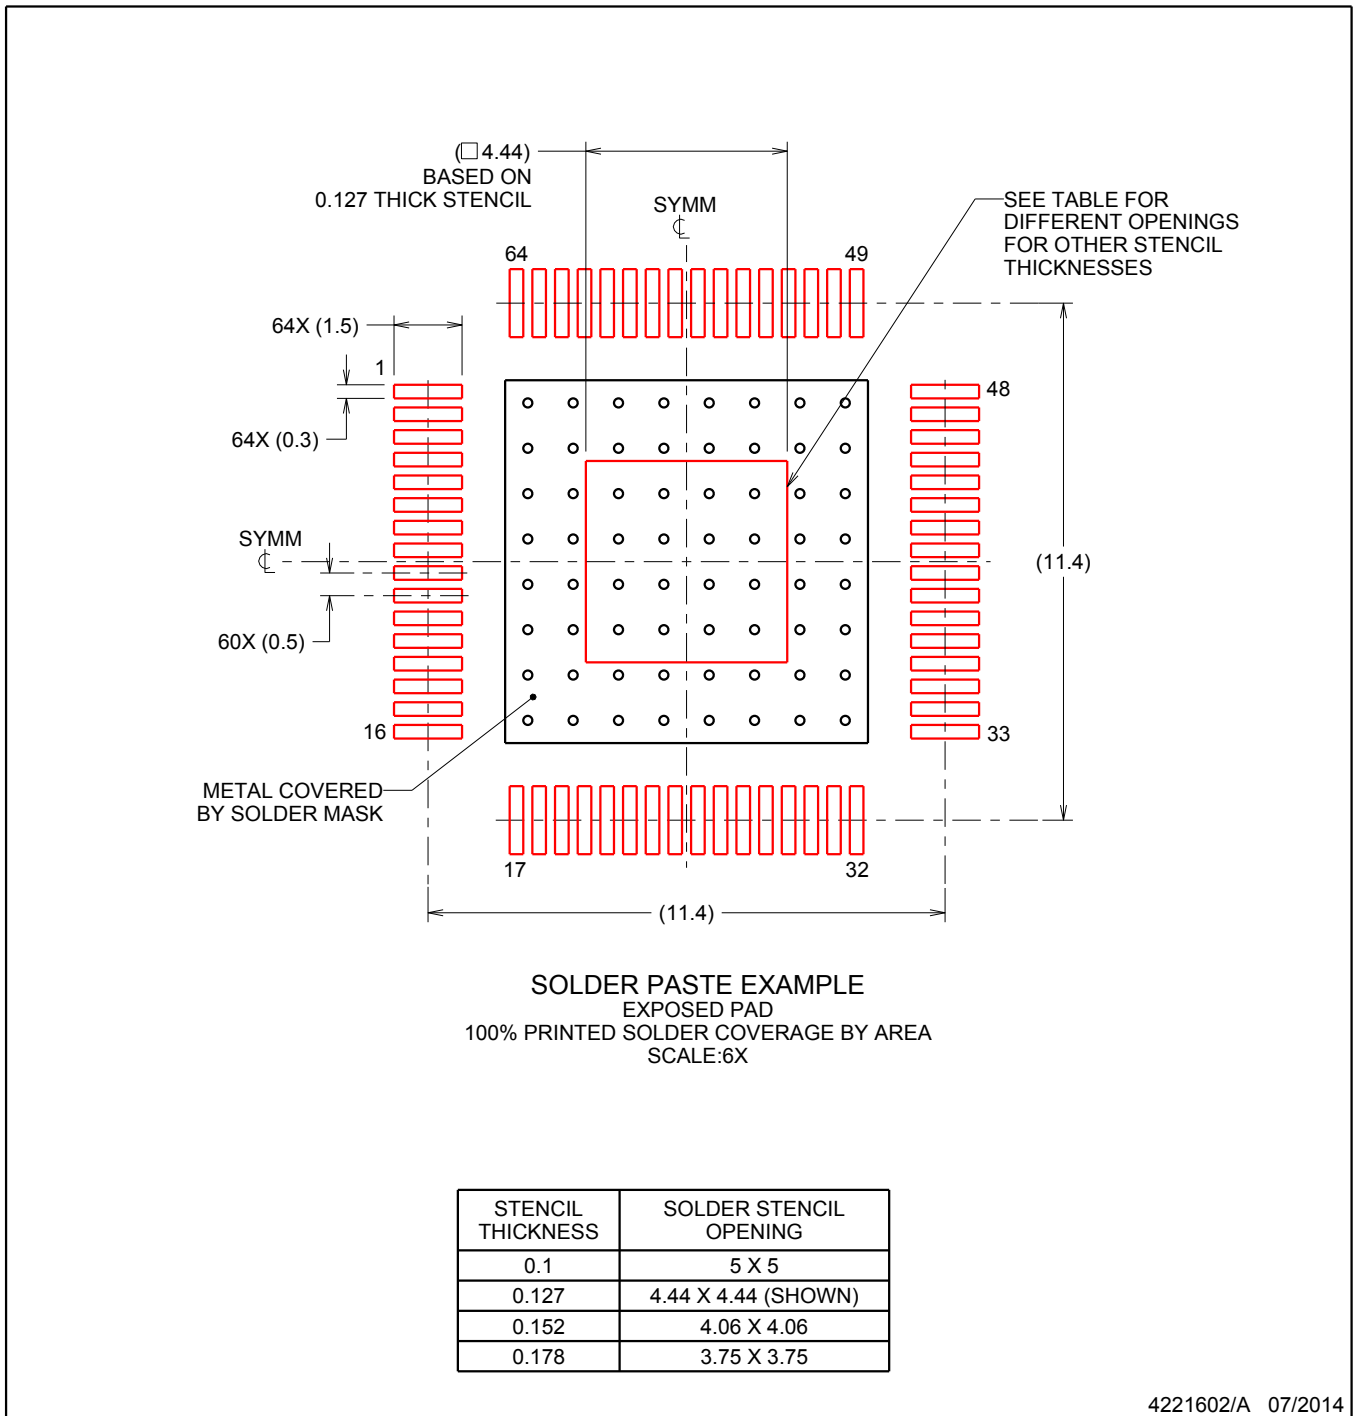 (□4.44)
BASED ON
0.127 THICK STENCIL
SYMM
℄
SEE TABLE FOR
DIFFERENT OPENINGS
FOR OTHER STENCIL
THICKNESSES
64
49
64X (1.5)
1
48
64X (0.3)
SYMM
℄
(11.4)
60X (0.5)
16
33
METAL COVERED
BY SOLDER MASK
17
32
(11.4)
SOLDER PASTE EXAMPLE
EXPOSED PAD
100% PRINTED SOLDER COVERAGE BY AREA
SCALE:6X
STENCIL THICKNESS
SOLDER STENCIL OPENING
0.1
5 X 5
0.127
4.44 X 4.44 (SHOWN)
0.152
4.06 X 4.06
0.178
3.75 X 3.75
4221602/A 07/2014